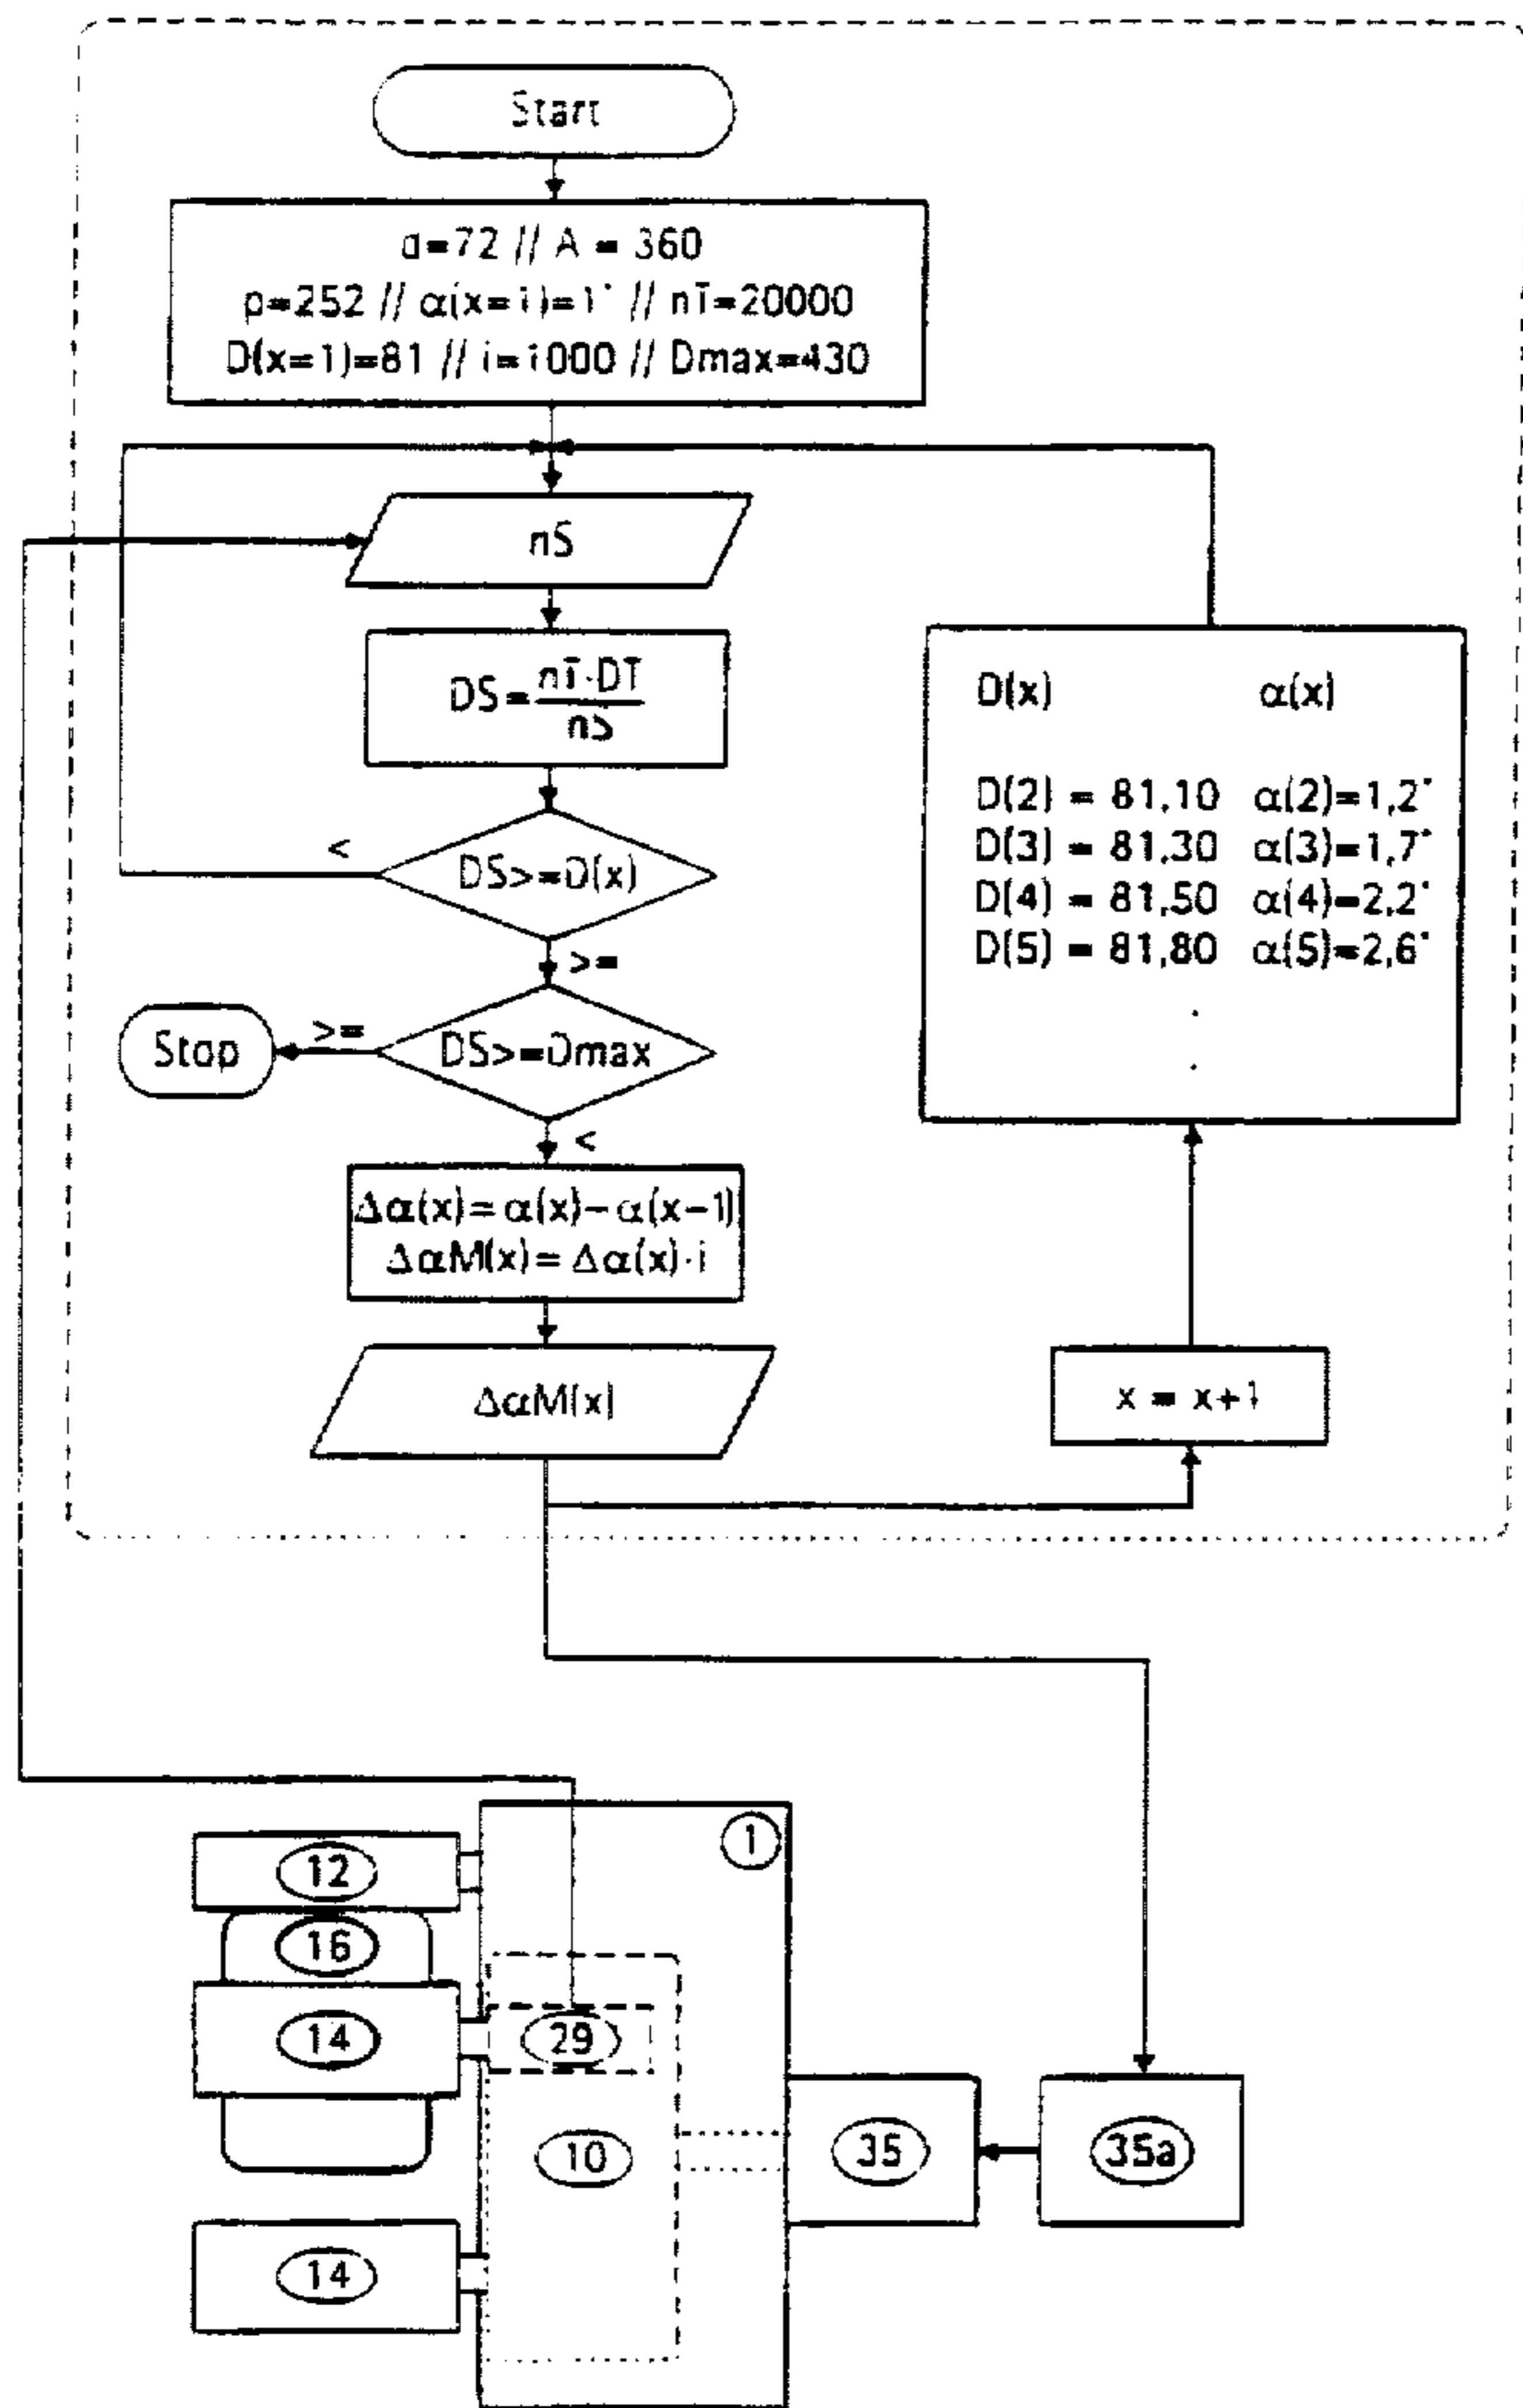 Start
a=72 // A = 360
p=252 // α(x=1)=1° // nT=20000
D(x=1)=81 // i=1000 // Dmax=430
nS
DS=nT·DT
nS
D(x) α(x)
D(2) = 81,10 α(2)=1,2°
D(3) = 81,30 α(3)=1,7°
D(4) = 81,50 α(4)=2,2°
D(5) = 81,80 α(5)=2,6°
.
.
<
DS>=D(x)
>=
Stop
>=
DS>=Dmax
<
Δα(x)=α(x)-α(x-1)
ΔαM(x)=Δα(x)·i
ΔαM(x)
x = x+1
1
12
16
14
29
10
35
35a
14